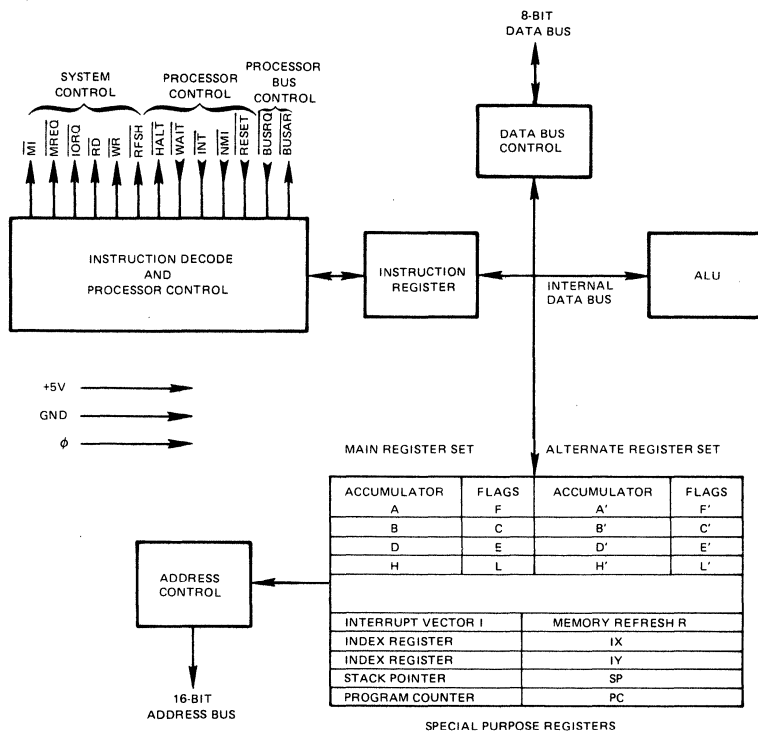 8-BIT
DATA BUS
SYSTEM
CONTROL
PROCESSOR
CONTROL
PROCESSOR
BUS
CONTROL
MI
MREQ
IORQ
RD
WR
RFSH
HALT
WAIT
INT
NMI
RESET
BUSRQ
BUSAR
DATA BUS
CONTROL
INSTRUCTION DECODE
AND
PROCESSOR CONTROL
INSTRUCTION
REGISTER
INTERNAL
DATA BUS
ALU
+5V
GND
φ
MAIN REGISTER SET
ALTERNATE REGISTER SET
ACCUMULATOR FLAGS ACCUMULATOR FLAGS
A F A' F'
B C B' C'
D E D' E'
H L H' L'
ADDRESS
CONTROL
INTERRUPT VECTOR I MEMORY REFRESH R
INDEX REGISTER IX
INDEX REGISTER IY
STACK POINTER SP
PROGRAM COUNTER PC
16-BIT
ADDRESS BUS
SPECIAL PURPOSE REGISTERS